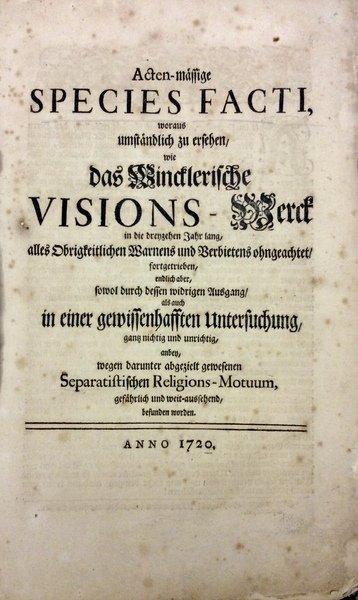 Acten-mässige
SPECIES FACTI,
woraus
umständlich zu ersehen/
wie
das Wincklerische
VISIONS-Werck
in die dreyzehen Jahr lang,
alles Obrigkeitlichen Warnens und Verbietens ohngeachtet/
fortgetrieben,
endlich aber,
sowol durch dessen widrigen Ausgang/
als auch
in einer gewissenhafften Untersuchung,
gantz nichtig und unrichtig,
anbey,
wegen darunter abgezielt gewesenen
Separatistischen Religions-Motuum,
gefährlich und weit-aussehend/
befunden worden.
ANNO 1720.